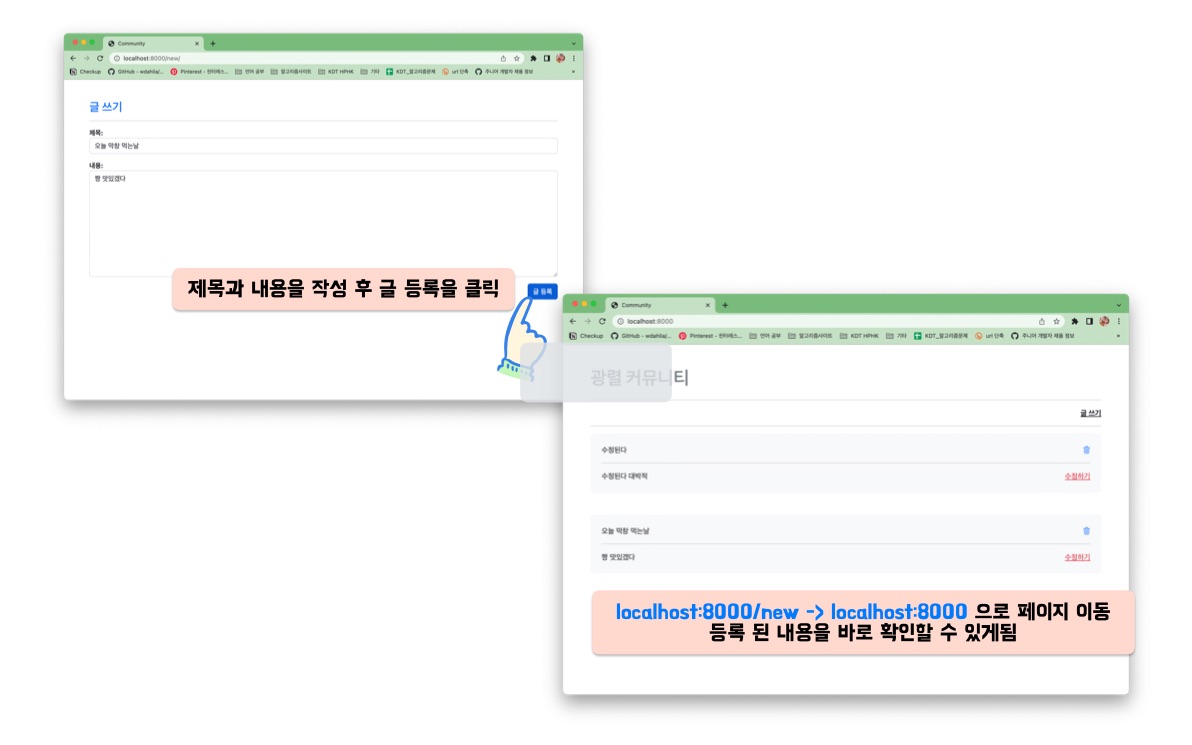 Community
localhost:8000/new/
Checkup GitHub - wdahlia/... Pinterest - 핀터레스... 언어 공부 알고리즘사이트 KDT HPHK 기타 KDT_알고리즘문제 url 단축 주니어 개발자 채용 정보
글 쓰기
제목:
오늘 막창 먹는날
내용:
짱 맛있겠다
제목과 내용을 작성 후 글 등록을 클릭
글 등록
Community
localhost:8000
Checkup GitHub - wdahlia/... Pinterest - 핀터레스... 언어 공부 알고리즘사이트 KDT HPHK 기타 KDT_알고리즘문제 url 단축 주니어 개발자 채용 정보
광렬 커뮤니티
글 쓰기
수정된다
수정된다 대박적
수정하기
오늘 막창 먹는날
짱 맛있겠다
수정하기
localhost:8000/new -> localhost:8000 으로 페이지 이동
등록 된 내용을 바로 확인할 수 있게됨